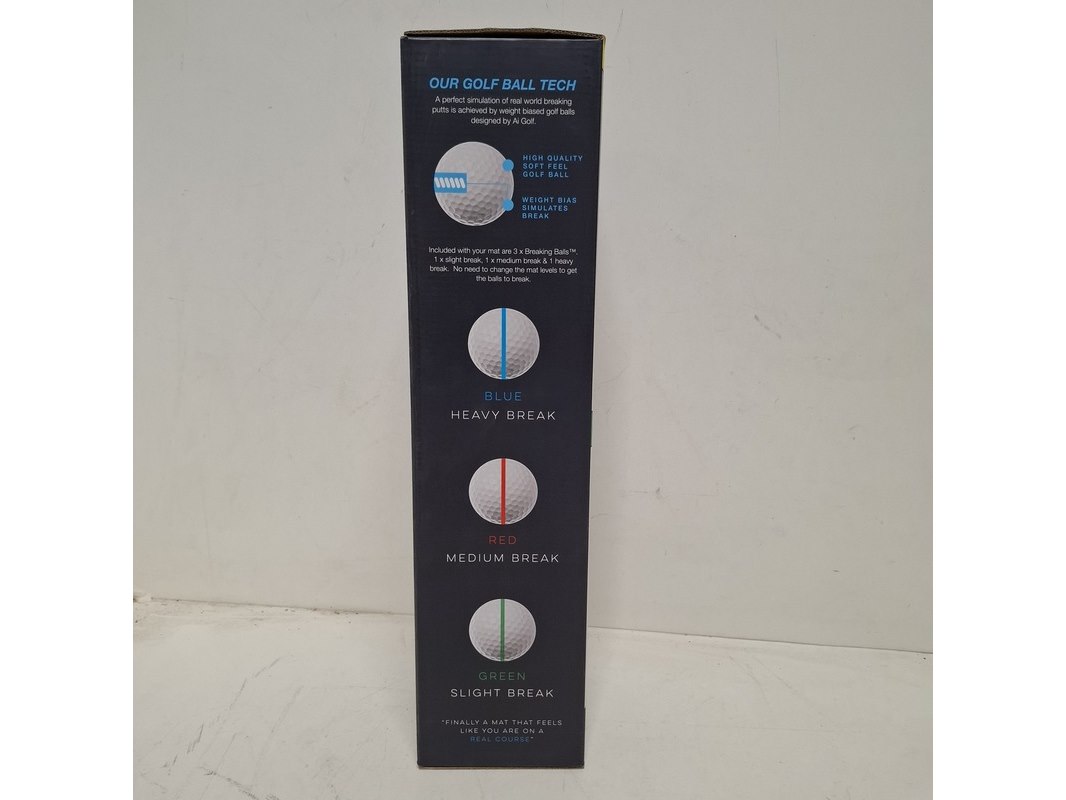 OUR GOLF BALL TECH
A perfect simulation of real world breaking
putts is achieved by weight biased golf balls
designed by Ai Golf.
HIGH QUALITY
SOFT FEEL
GOLF BALL
WEIGHT BIAS
SIMULATES
BREAK
Included with your mat are 3 x Breaking Balls™.
1 x slight break, 1 x medium break & 1 heavy
break. No need to change the mat levels to get
the balls to break.
BLUE
HEAVY BREAK
RED
MEDIUM BREAK
GREEN
SLIGHT BREAK
"FINALLY A MAT THAT FEELS
LIKE YOU ARE ON A
REAL COURSE"